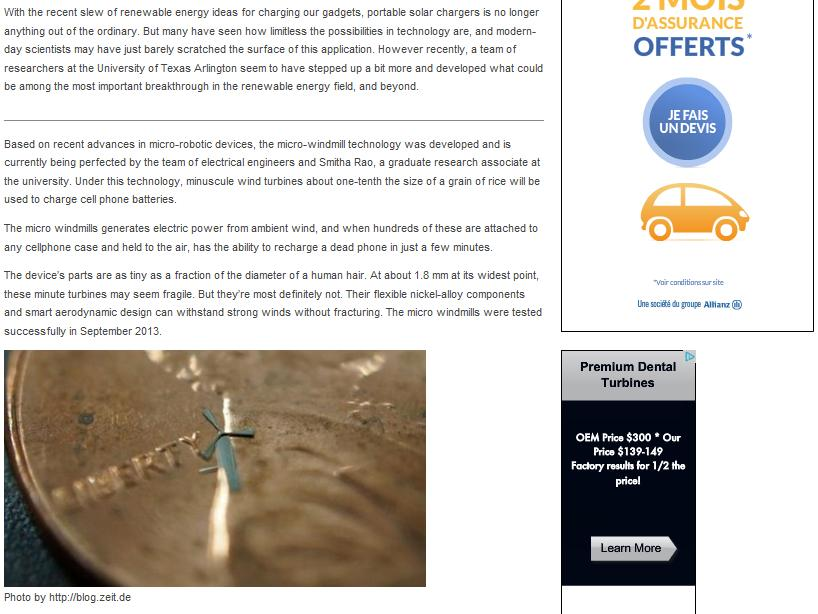 With the recent slew of renewable energy ideas for charging our gadgets, portable solar chargers is no longer
anything out of the ordinary. But many have seen how limitless the possibilities in technology are, and modern-
day scientists may have just barely scratched the surface of this application. However recently, a team of
researchers at the University of Texas Arlington seem to have stepped up a bit more and developed what could
be among the most important breakthrough in the renewable energy field, and beyond.
Based on recent advances in micro-robotic devices, the micro-windmill technology was developed and is
currently being perfected by the team of electrical engineers and Smitha Rao, a graduate research associate at
the university. Under this technology, minuscule wind turbines about one-tenth the size of a grain of rice will be
used to charge cell phone batteries.
The micro windmills generates electric power from ambient wind, and when hundreds of these are attached to
any cellphone case and held to the air, has the ability to recharge a dead phone in just a few minutes.
The device's parts are as tiny as a fraction of the diameter of a human hair. At about 1.8 mm at its widest point,
these minute turbines may seem fragile. But they're most definitely not. Their flexible nickel-alloy components
and smart aerodynamic design can withstand strong winds without fracturing. The micro windmills were tested
successfully in September 2013.
LIBERTY
Photo by http://blog.zeit.de
2 MOIS
D'ASSURANCE
OFFERTS*
JE FAIS
UN DEVIS
*Voir conditions sur site
Une société du groupe Allianz
Premium Dental
Turbines
OEM Price $300 * Our
Price $139-149
Factory results for 1/2 the
price!
Learn More